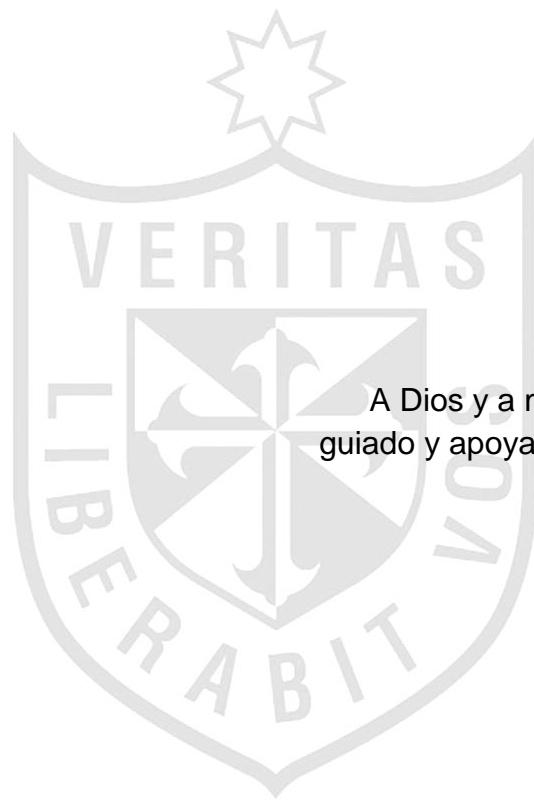 VERITAS
LIBERABIT
VOS
A Dios y a
guiado y apoya